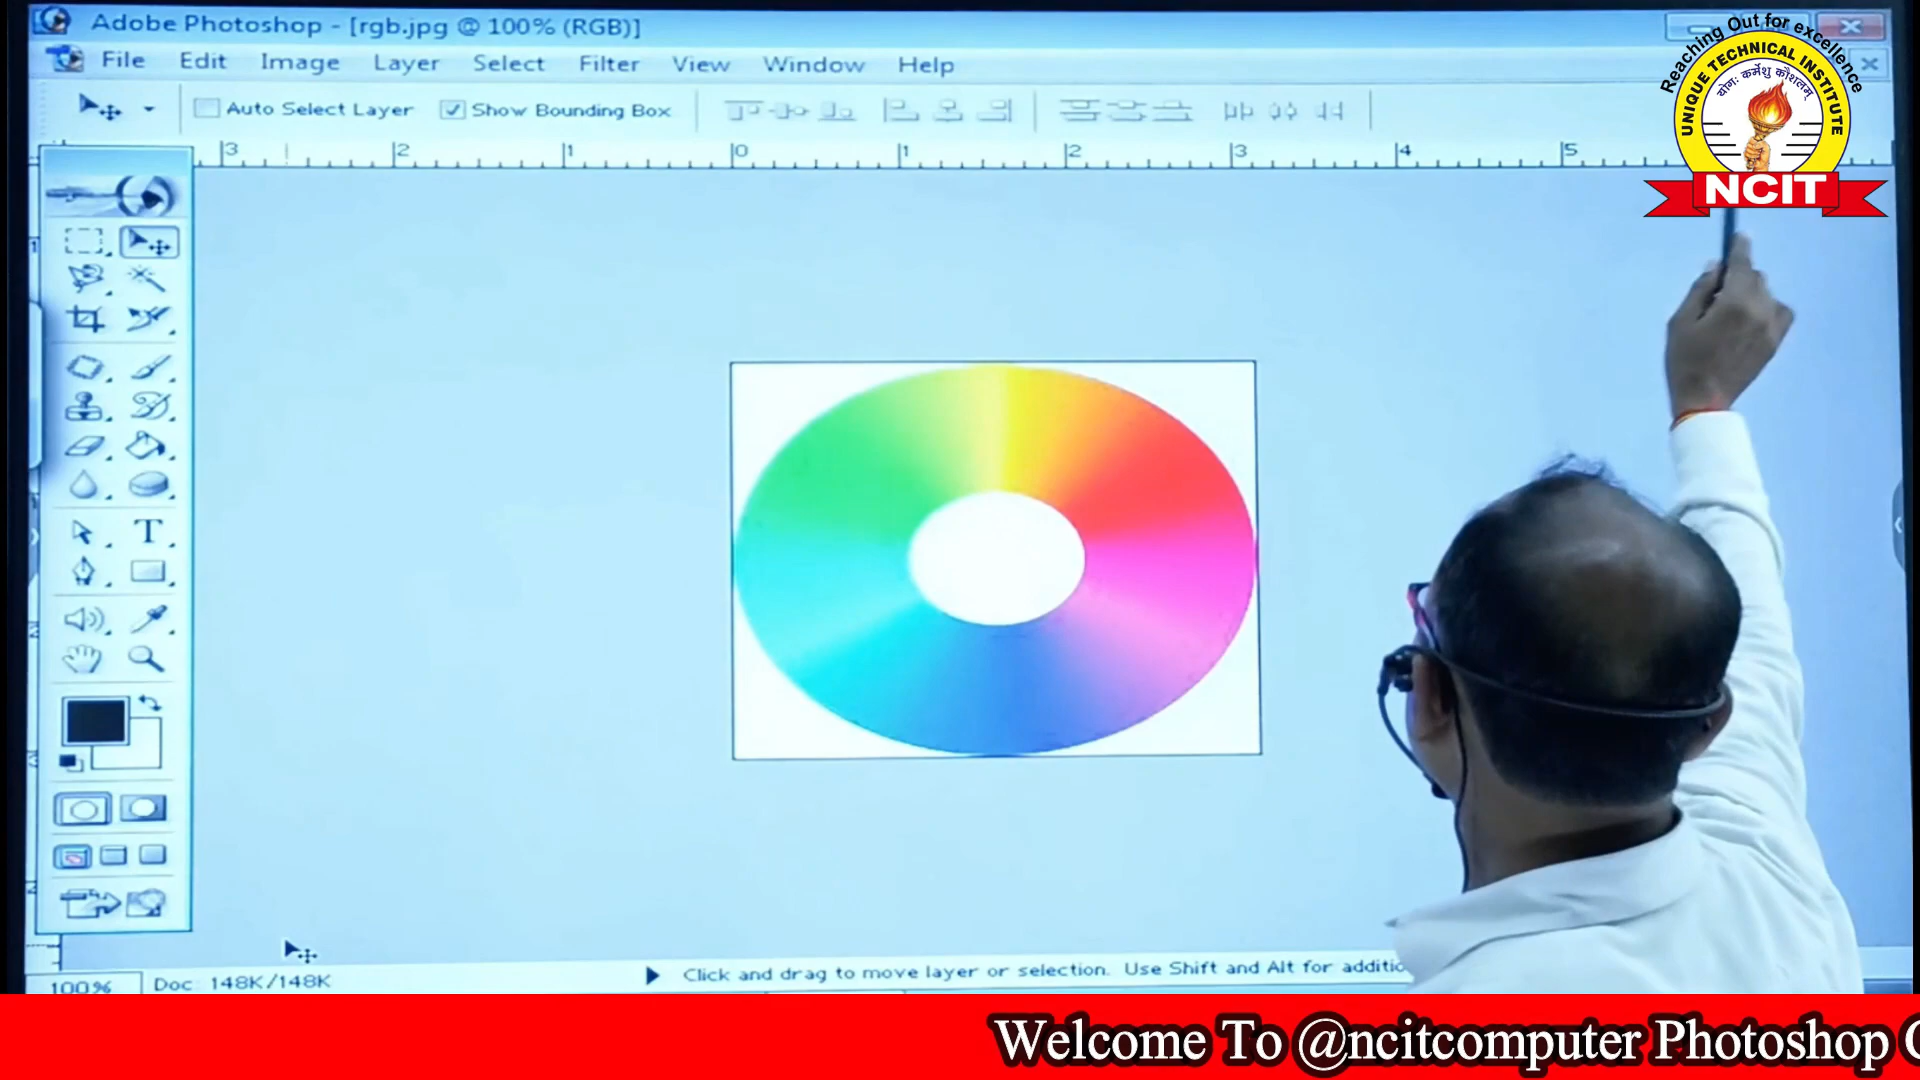 Adobe Photoshop - [rgb.jpg @ 100% (RGB)]
File Edit Image Layer Select Filter View Window Help
Auto Select Layer Show Bounding Box
3 2 1 0 1 2 3 4 5
Reaching Out for excellence
UNIQUE TECHNICAL INSTITUTE
योगः कर्मसु कौशलम्
NCIT
T
100% Doc: 148K/148K Click and drag to move layer or selection. Use Shift and Alt for additio
Welcome To @ncitcomputer Photoshop C